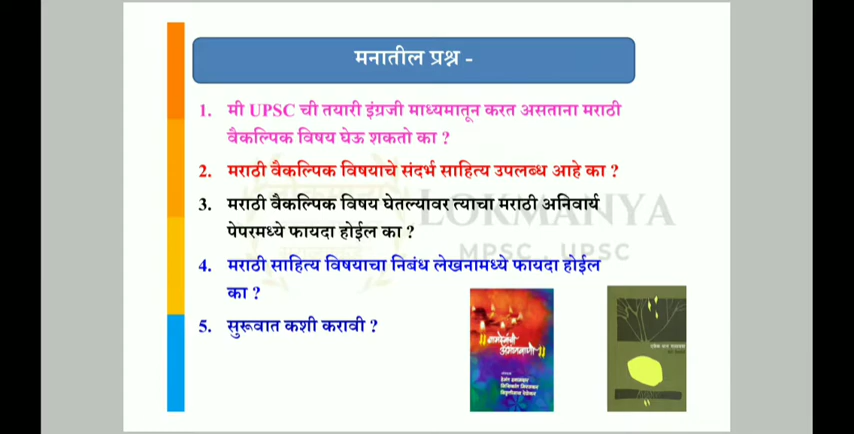 मनातील प्रश्न -
1. मी UPSC ची तयारी इंग्रजी माध्यमातून करत असताना मराठी
वैकल्पिक विषय घेऊ शकतो का ?
2. मराठी वैकल्पिक विषयाचे संदर्भ साहित्य उपलब्ध आहे का ?
3. मराठी वैकल्पिक विषय घेतल्यावर त्याचा मराठी अनिवार्य
पेपरमध्ये फायदा होईल का ?
LOKMANYA
MPSC . UPSC
4. मराठी साहित्य विषयाचा निबंध लेखनामध्ये फायदा होईल
का ?
5. सुरूवात कशी करावी ?